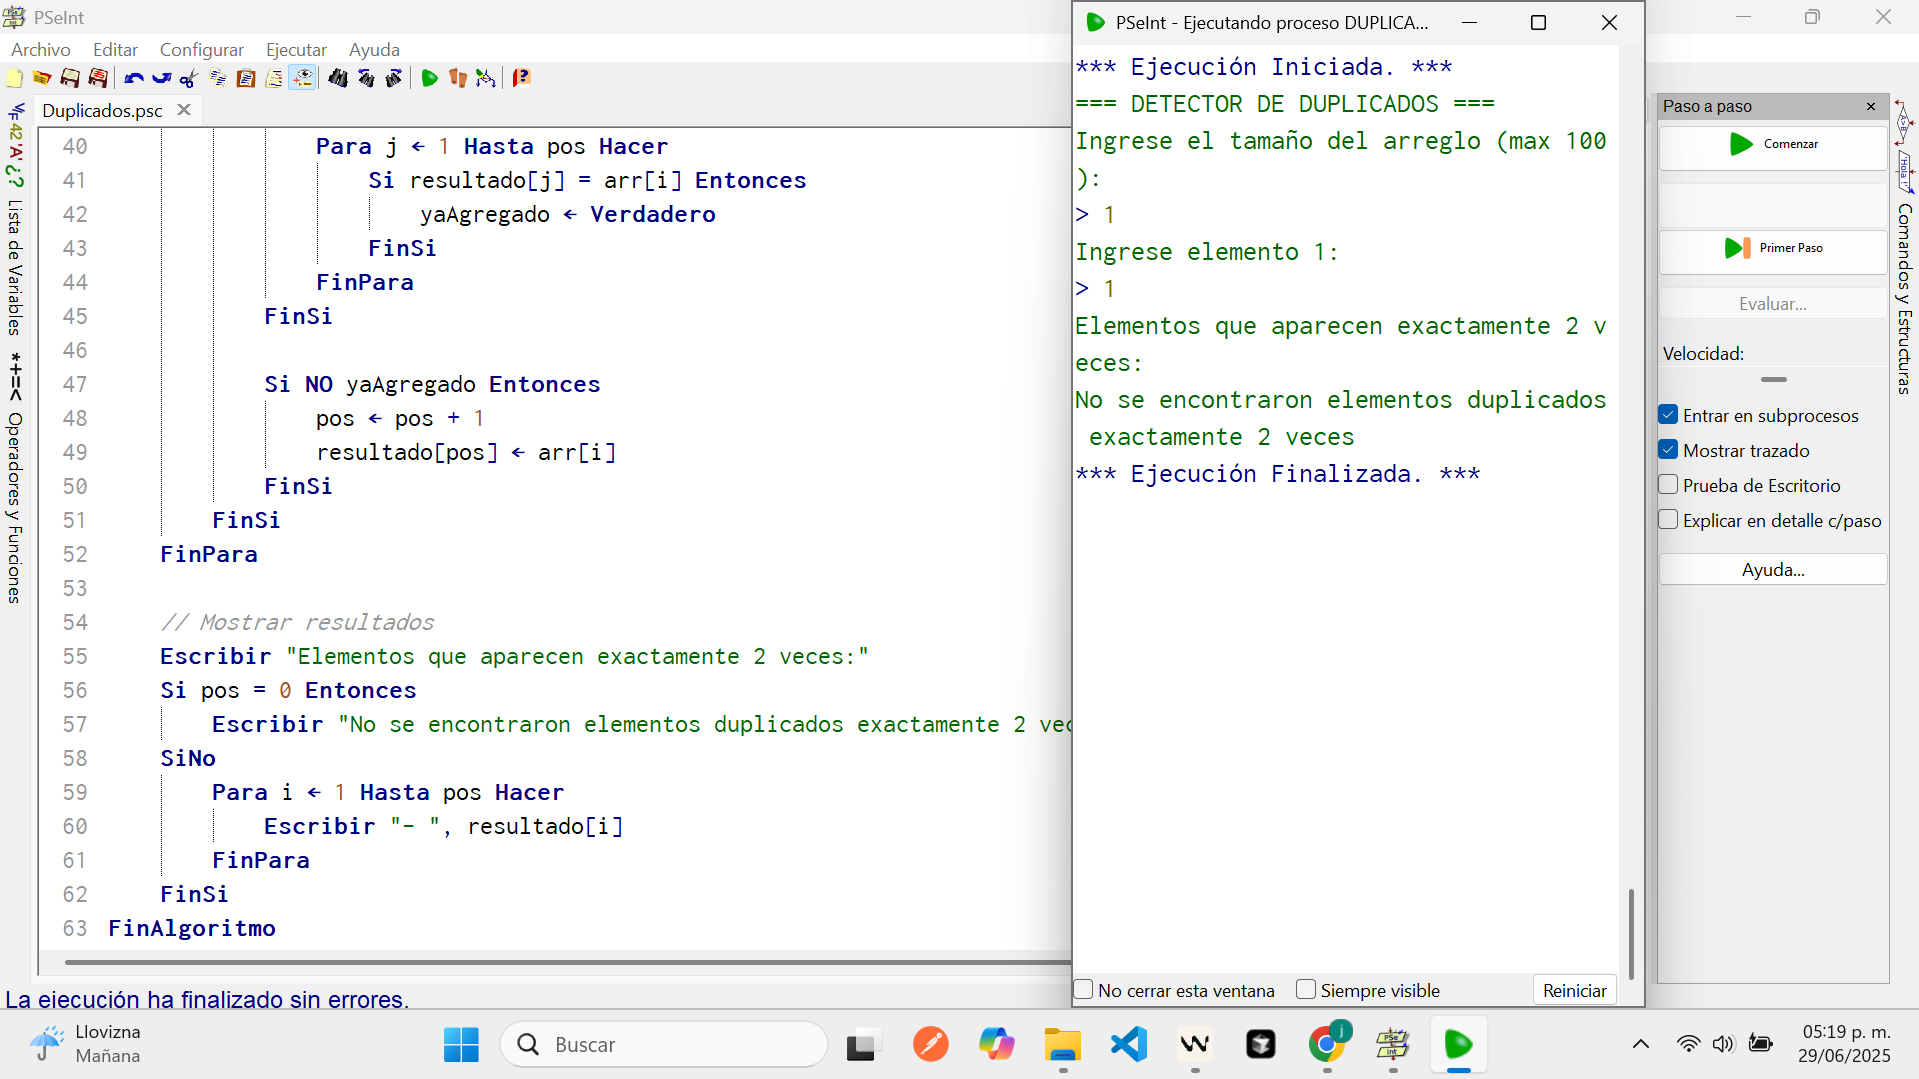 PSeInt
Archivo Editar Configurar Ejecutar Ayuda
Duplicados.psc
40 Para j ← 1 Hasta pos Hacer
41 Si resultado[j] = arr[i] Entonces
42 yaAgregado ← Verdadero
43 FinSi
44 FinPara
45 FinSi
46
47 Si NO yaAgregado Entonces
48 pos ← pos + 1
49 resultado[pos] ← arr[i]
50 FinSi
51 FinSi
52 FinPara
53
54 // Mostrar resultados
55 Escribir "Elementos que aparecen exactamente 2 veces:"
56 Si pos = 0 Entonces
57 Escribir "No se encontraron elementos duplicados exactamente 2 vec
58 SiNo
59 Para i ← 1 Hasta pos Hacer
60 Escribir "- ", resultado[i]
61 FinPara
62 FinSi
63 FinAlgoritmo
La ejecución ha finalizado sin errores.
Lista de Variables
*+=< Operadores y Funciones
PSeInt - Ejecutando proceso DUPLICA...
*** Ejecución Iniciada. ***
=== DETECTOR DE DUPLICADOS ===
Ingrese el tamaño del arreglo (max 100
):
> 1
Ingrese elemento 1:
> 1
Elementos que aparecen exactamente 2 v
eces:
No se encontraron elementos duplicados
exactamente 2 veces
*** Ejecución Finalizada. ***
No cerrar esta ventana
Siempre visible
Reiniciar
Paso a paso
Comenzar
Primer Paso
Evaluar...
Velocidad:
Entrar en subprocesos
Mostrar trazado
Prueba de Escritorio
Explicar en detalle c/paso
Ayuda...
Comandos y Estructuras
Llovizna
Mañana
Buscar
05:19 p. m.
29/06/2025